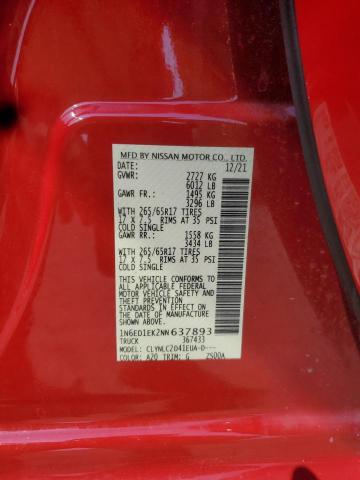 MFD BY NISSAN MOTOR CO., LTD.
DATE: 12/21
GVWR: 2727 KG
6012 LB
GAWR FR.: 1495 KG
3296 LB
WITH 265/65R17 TIRES
17 X 7.5 RIMS AT 35 PSI
COLD SINGLE
GAWR RR.: 1558 KG
3434 LB
WITH 265/65R17 TIRES
17 X 7.5 RIMS AT 35 PSI
COLD SINGLE
THIS VEHICLE CONFORMS TO ALL
APPLICABLE FEDERAL MOTOR
VEHICLE SAFETY AND THEFT
PREVENTION STANDARDS IN EFFECT
ON THE DATE OF MANUFACTURE
SHOWN ABOVE.
1N6ED1EK2NN637893
TRUCK 367433
MODEL: CLYNLC2041EUA-D---
COLOR: A20 TRIM: G ZS00A